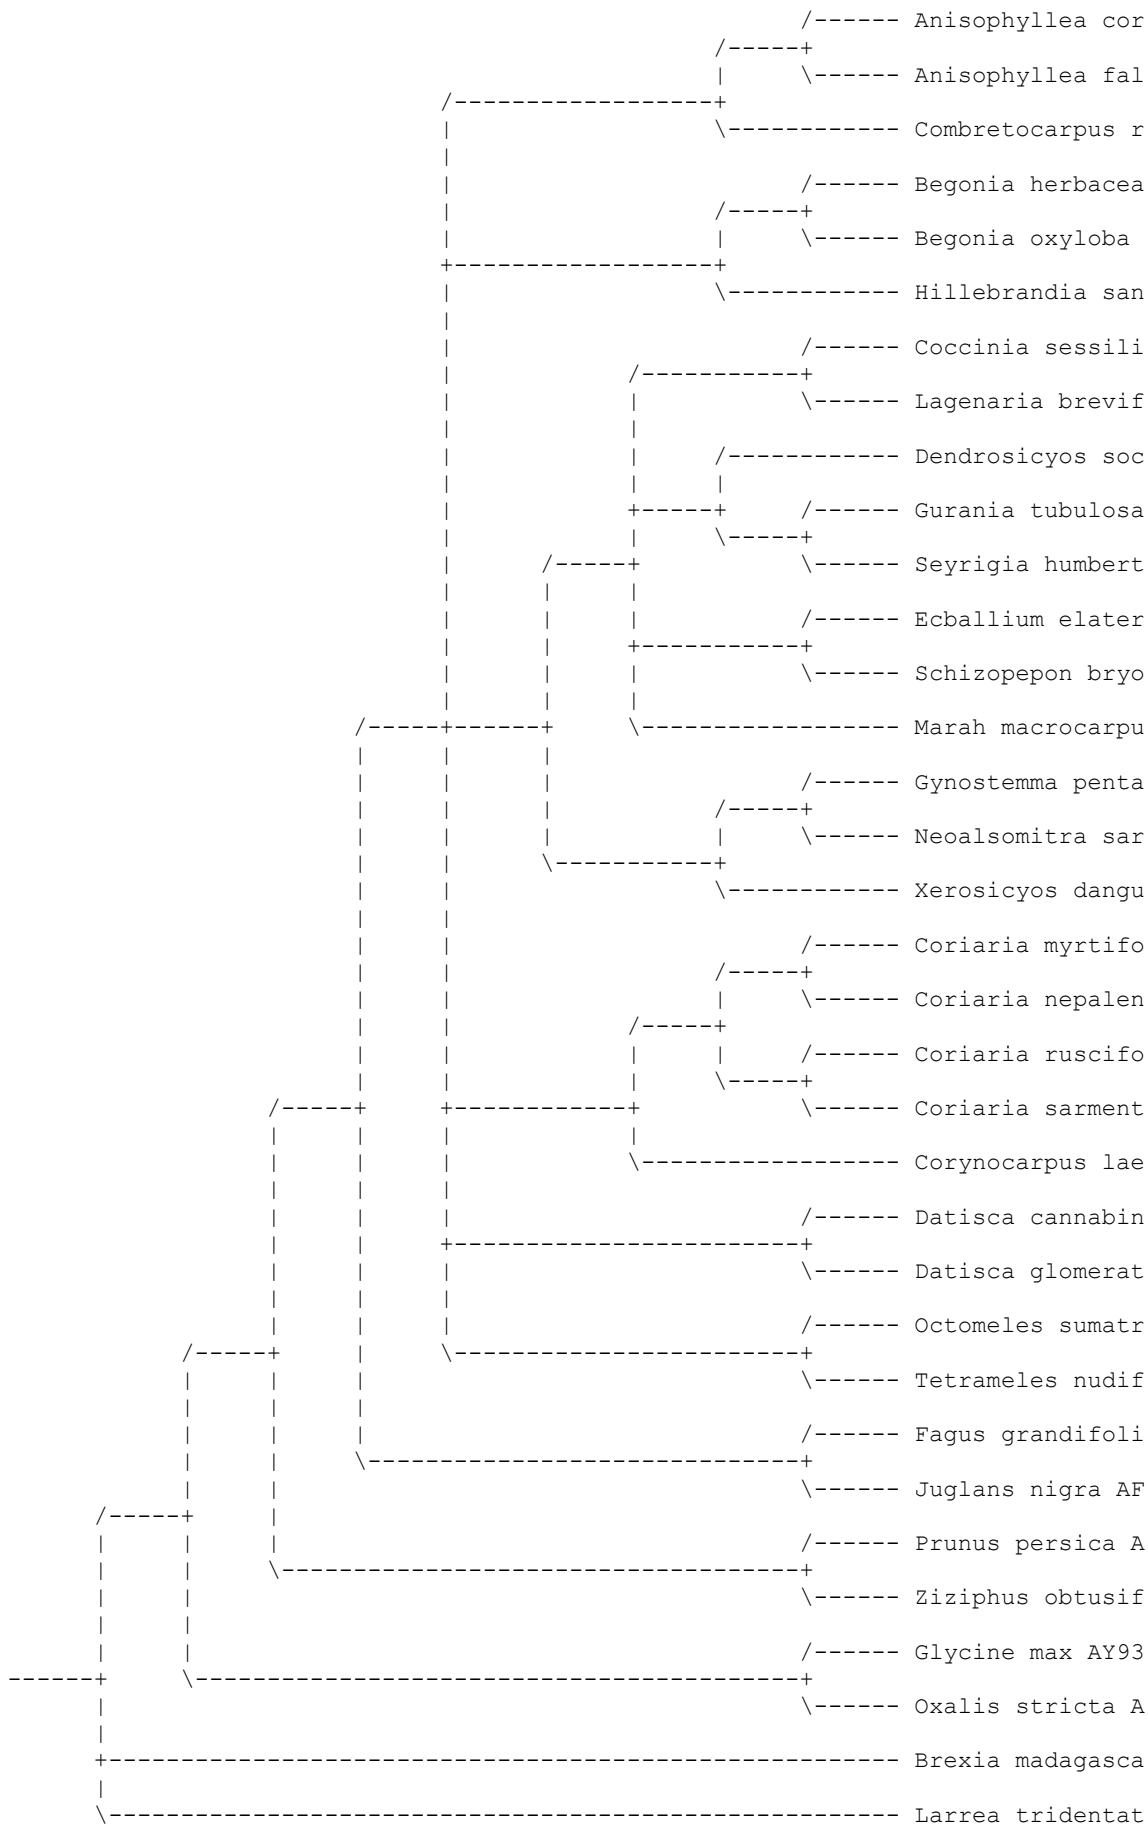 Anisophyllea cor
Anisophyllea fal
Combretocarpus r
Begonia herbacea
Begonia oxyloba
Hillebrandia san
Coccinia sessili
Lagenaria brevif
Dendrosicyos soc
Gurania tubulosa
Seyrigia humbert
Ecballium elater
Schizopepon bryo
Marah macrocarpu
Gynostemma penta
Neoalsomitra sar
Xerosicyos dangu
Coriaria myrtifo
Coriaria nepalen
Coriaria ruscifo
Coriaria sarment
Corynocarpus lae
Datisca cannabin
Datisca glomerat
Octomeles sumatr
Tetrameles nudif
Fagus grandifoli
Juglans nigra AF
Prunus persica A
Ziziphus obtusif
Glycine max AY93
Oxalis stricta A
Brexia madagasca
Larrea tridentat